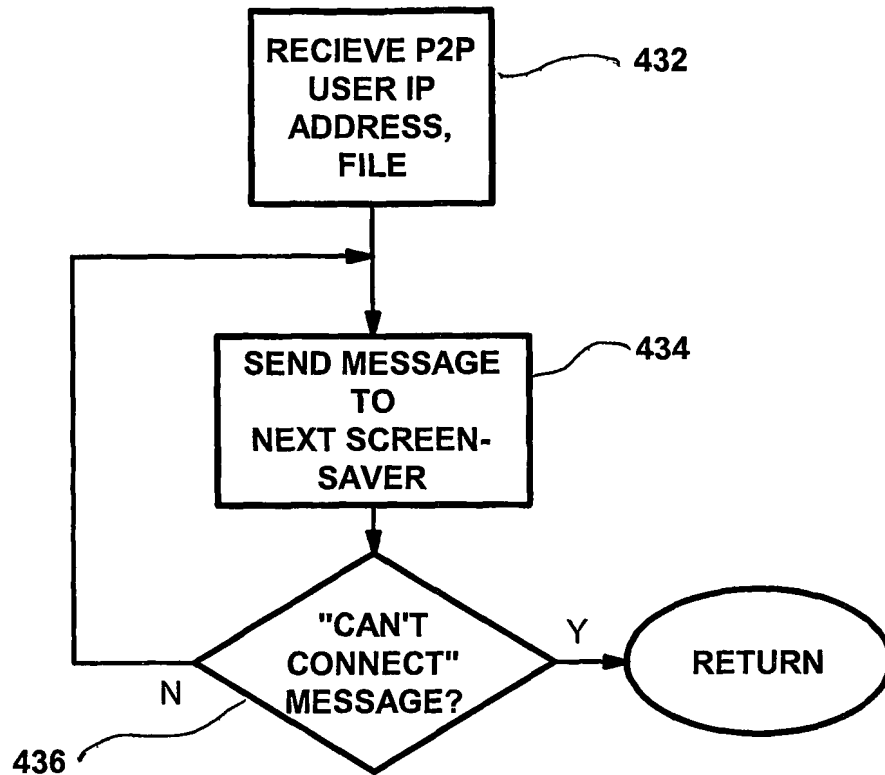 RECIEVE P2P
USER IP
ADDRESS,
FILE
432
SEND MESSAGE
TO
NEXT SCREEN-
SAVER
434
"CAN'T
CONNECT"
MESSAGE?
Y
N
RETURN
436